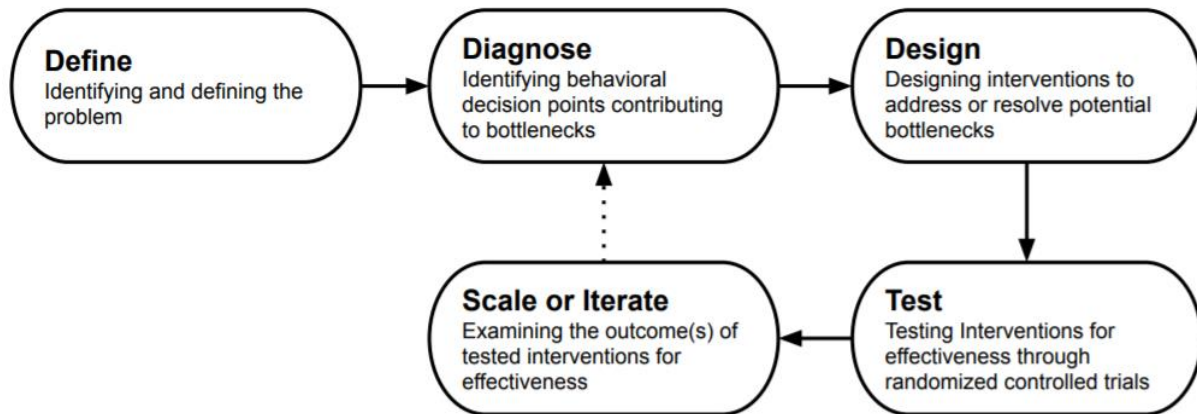 Define
Identifying and defining the
problem
Diagnose
Identifying behavioral
decision points contributing
to bottlenecks
Design
Designing interventions to
address or resolve potential
bottlenecks
Scale or Iterate
Examining the outcome(s) of
tested interventions for
effectiveness
Test
Testing Interventions for
effectiveness through
randomized controlled trials